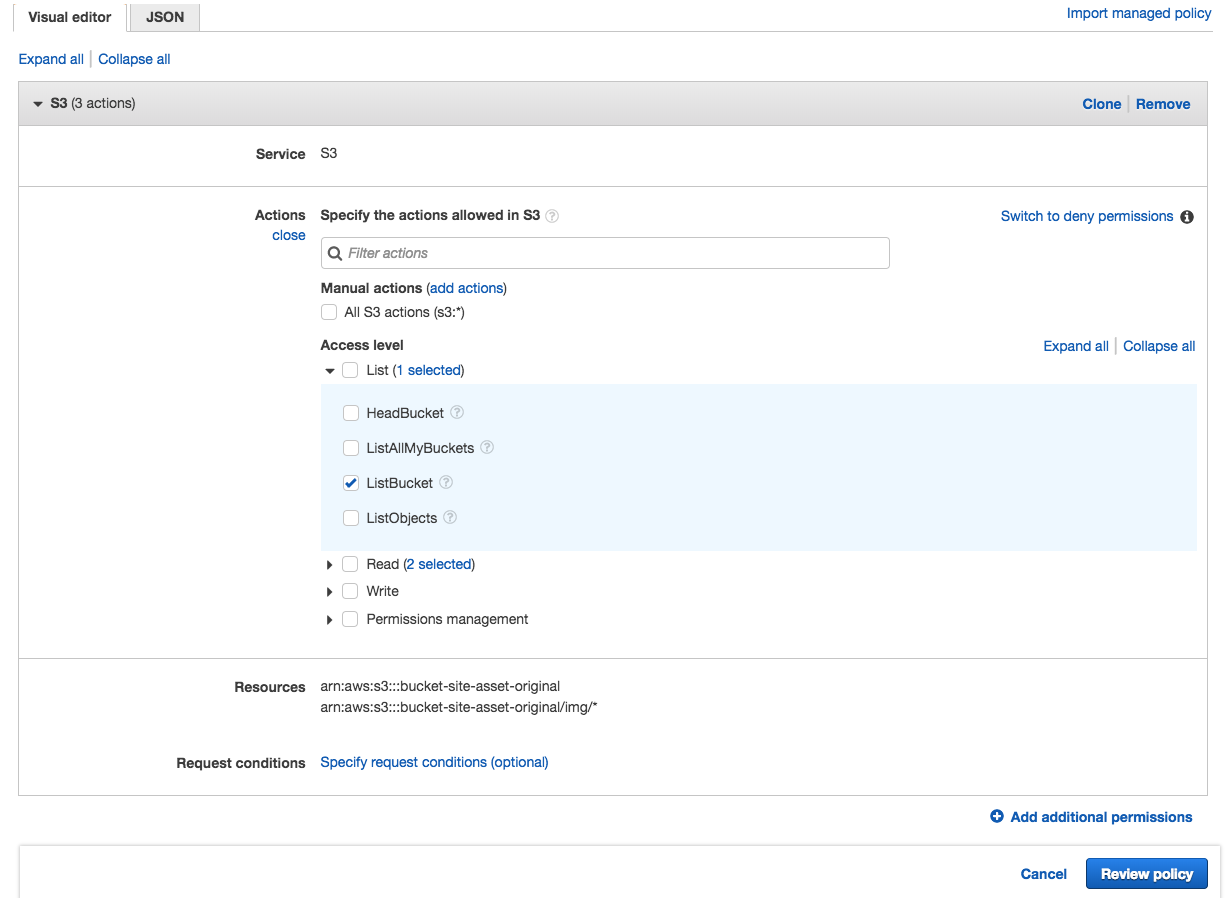 Visual editor JSON Import managed policy
Expand all Collapse all
S3 (3 actions) Clone Remove
Service S3
Actions Specify the actions allowed in S3 ? Switch to deny permissions i
close
Filter actions
Manual actions (add actions)
All S3 actions (s3:*)
Access level Expand all Collapse all
List (1 selected)
HeadBucket ?
ListAllMyBuckets ?
ListBucket ?
ListObjects ?
Read (2 selected)
Write
Permissions management
Resources arn:aws:s3:::bucket-site-asset-original
arn:aws:s3:::bucket-site-asset-original/img/*
Request conditions Specify request conditions (optional)
Add additional permissions
Cancel Review policy